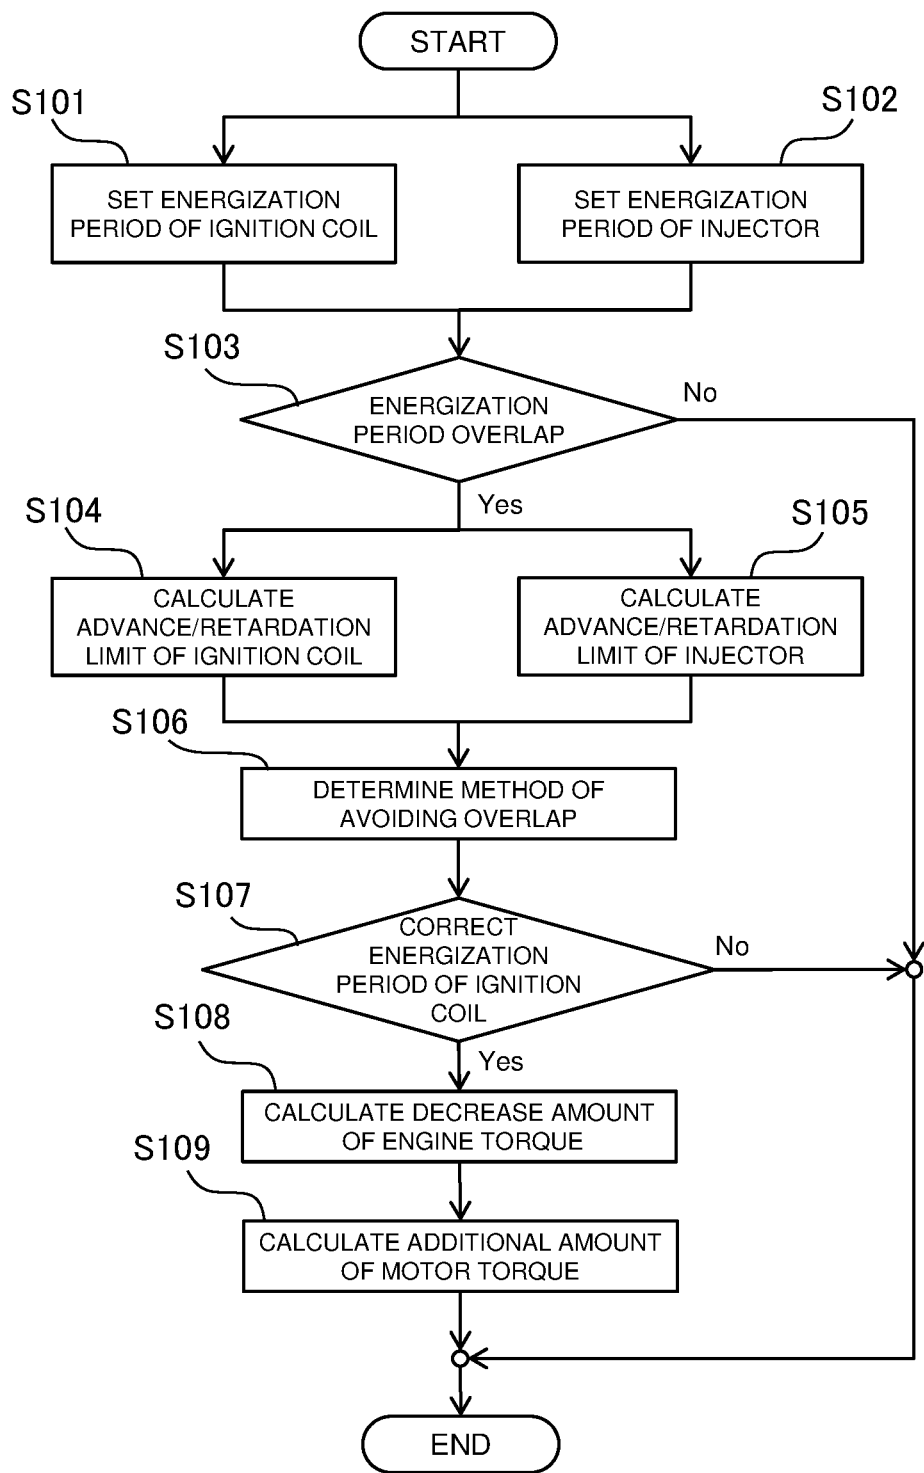 START
S101
S102
SET ENERGIZATION
PERIOD OF IGNITION COIL
SET ENERGIZATION
PERIOD OF INJECTOR
S103
ENERGIZATION
PERIOD OVERLAP
No
Yes
S104
S105
CALCULATE
ADVANCE/RETARDATION
LIMIT OF IGNITION COIL
CALCULATE
ADVANCE/RETARDATION
LIMIT OF INJECTOR
S106
DETERMINE METHOD OF
AVOIDING OVERLAP
S107
CORRECT
ENERGIZATION
PERIOD OF IGNITION
COIL
No
Yes
S108
CALCULATE DECREASE AMOUNT
OF ENGINE TORQUE
S109
CALCULATE ADDITIONAL AMOUNT
OF MOTOR TORQUE
END